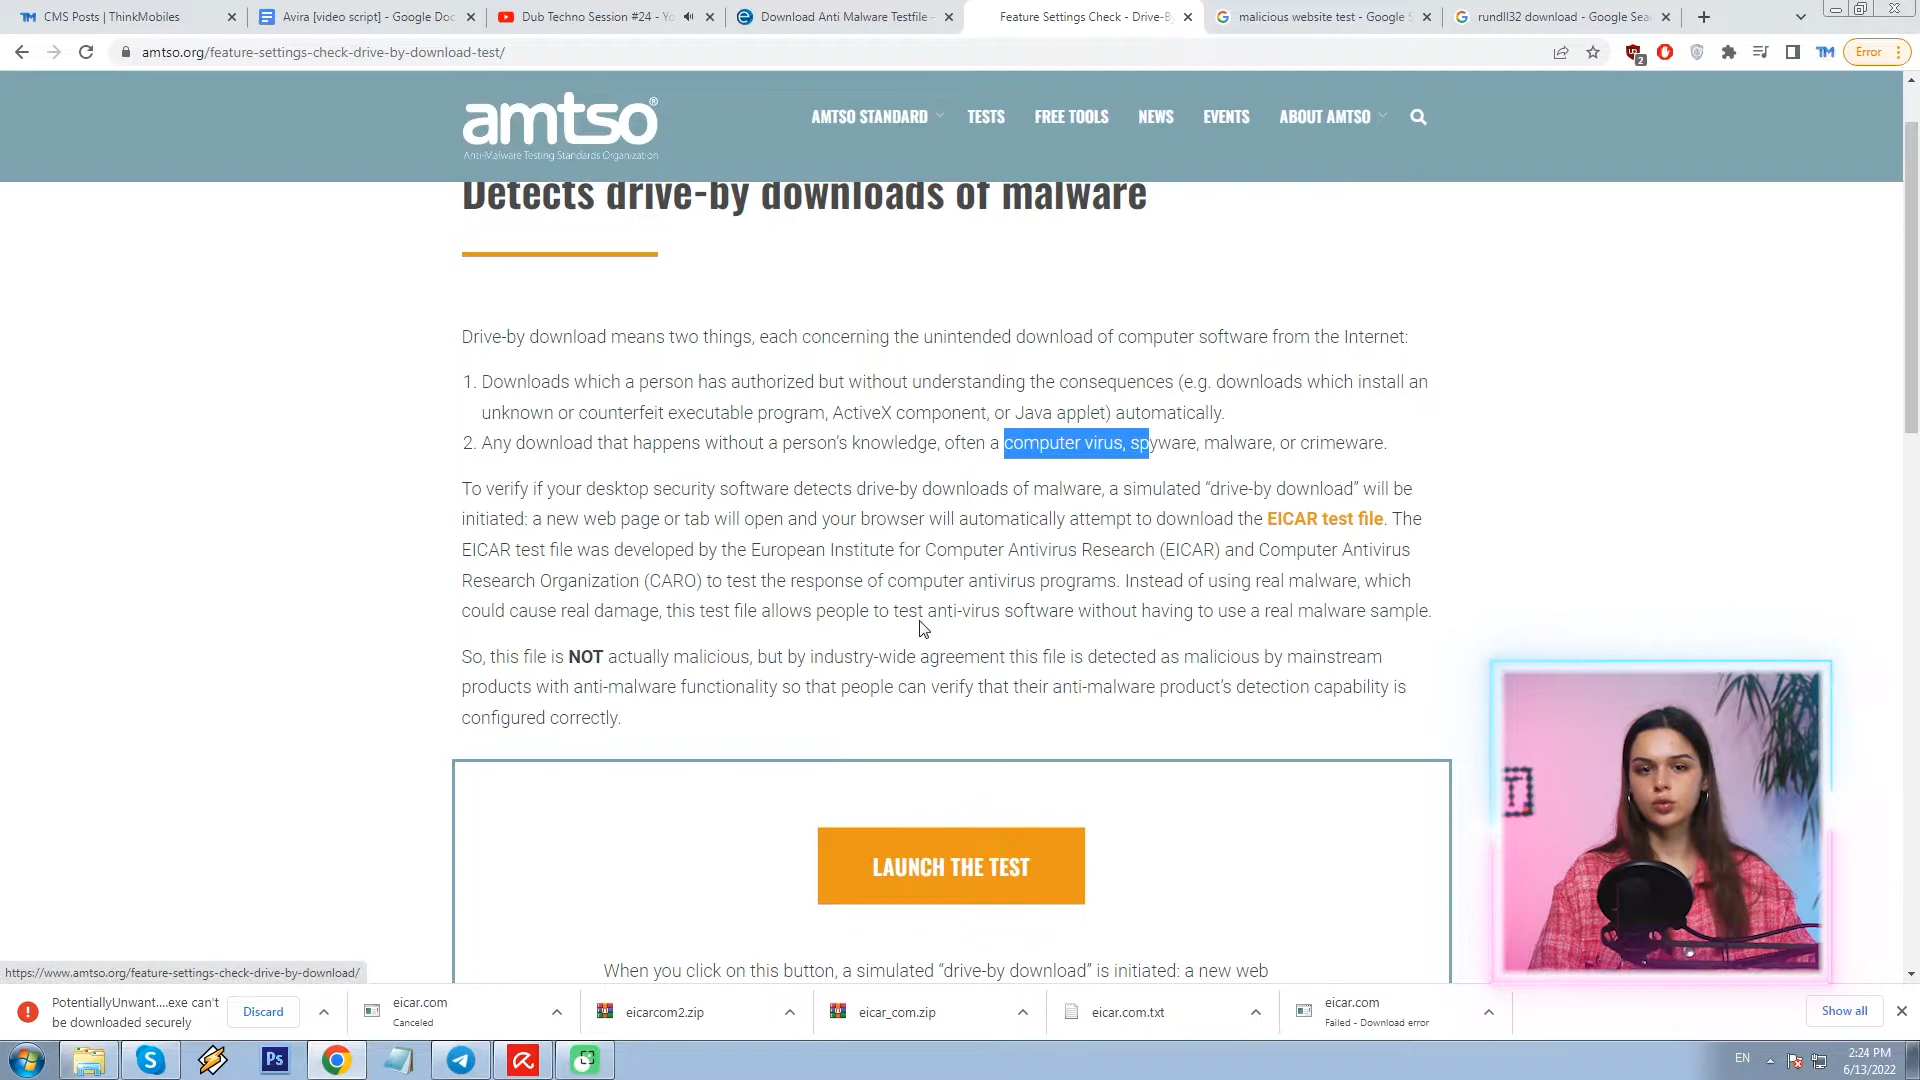 CMS Posts | ThinkMobiles
Avira [video script] - Google Doc
Dub Techno Session #24 - Yo
Download Anti Malware Testfile -
Feature Settings Check - Drive-B
malicious website test - Google S
rundll32 download - Google Sea
amtso.org/feature-settings-check-drive-by-download-test/
2
TM
Error
amtso®
Anti-Malware Testing Standards Organization
AMTSO STANDARD
TESTS
FREE TOOLS
NEWS
EVENTS
ABOUT AMTSO
Detects drive-by downloads of malware
Drive-by download means two things, each concerning the unintended download of computer software from the Internet:
1. Downloads which a person has authorized but without understanding the consequences (e.g. downloads which install an
unknown or counterfeit executable program, ActiveX component, or Java applet) automatically.
2. Any download that happens without a person’s knowledge, often a computer virus, spyware, malware, or crimeware.
To verify if your desktop security software detects drive-by downloads of malware, a simulated “drive-by download” will be
initiated: a new web page or tab will open and your browser will automatically attempt to download the EICAR test file. The
EICAR test file was developed by the European Institute for Computer Antivirus Research (EICAR) and Computer Antivirus
Research Organization (CARO) to test the response of computer antivirus programs. Instead of using real malware, which
could cause real damage, this test file allows people to test anti-virus software without having to use a real malware sample.
So, this file is NOT actually malicious, but by industry-wide agreement this file is detected as malicious by mainstream
products with anti-malware functionality so that people can verify that their anti-malware product’s detection capability is
configured correctly.
LAUNCH THE TEST
When you click on this button, a simulated “drive-by download” is initiated: a new web
https://www.amtso.org/feature-settings-check-drive-by-download/
PotentiallyUnwant....exe can't
be downloaded securely
Discard
eicar.com
Canceled
eicarcom2.zip
eicar_com.zip
eicar.com.txt
eicar.com
Failed - Download error
Show all
Ps
EN
2:24 PM
6/13/2022